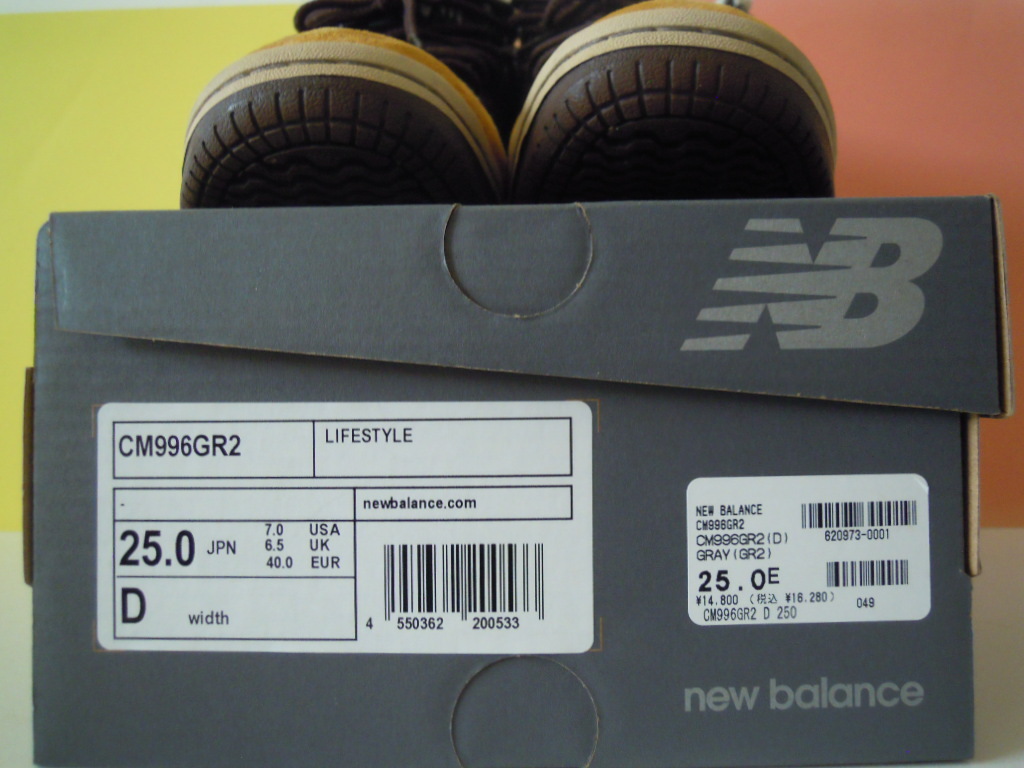 NB
CM996GR2
LIFESTYLE
-
newbalance.com
25.0 JPN
7.0 USA
6.5 UK
40.0 EUR
D width
4 550362 200533
NEW BALANCE
CM996GR2
CM996GR2(D)
GRAY(GR2)
620973-0001
25.0E
¥14.800 (税込 ¥16.280)
049
CM996GR2 D 250
new balance